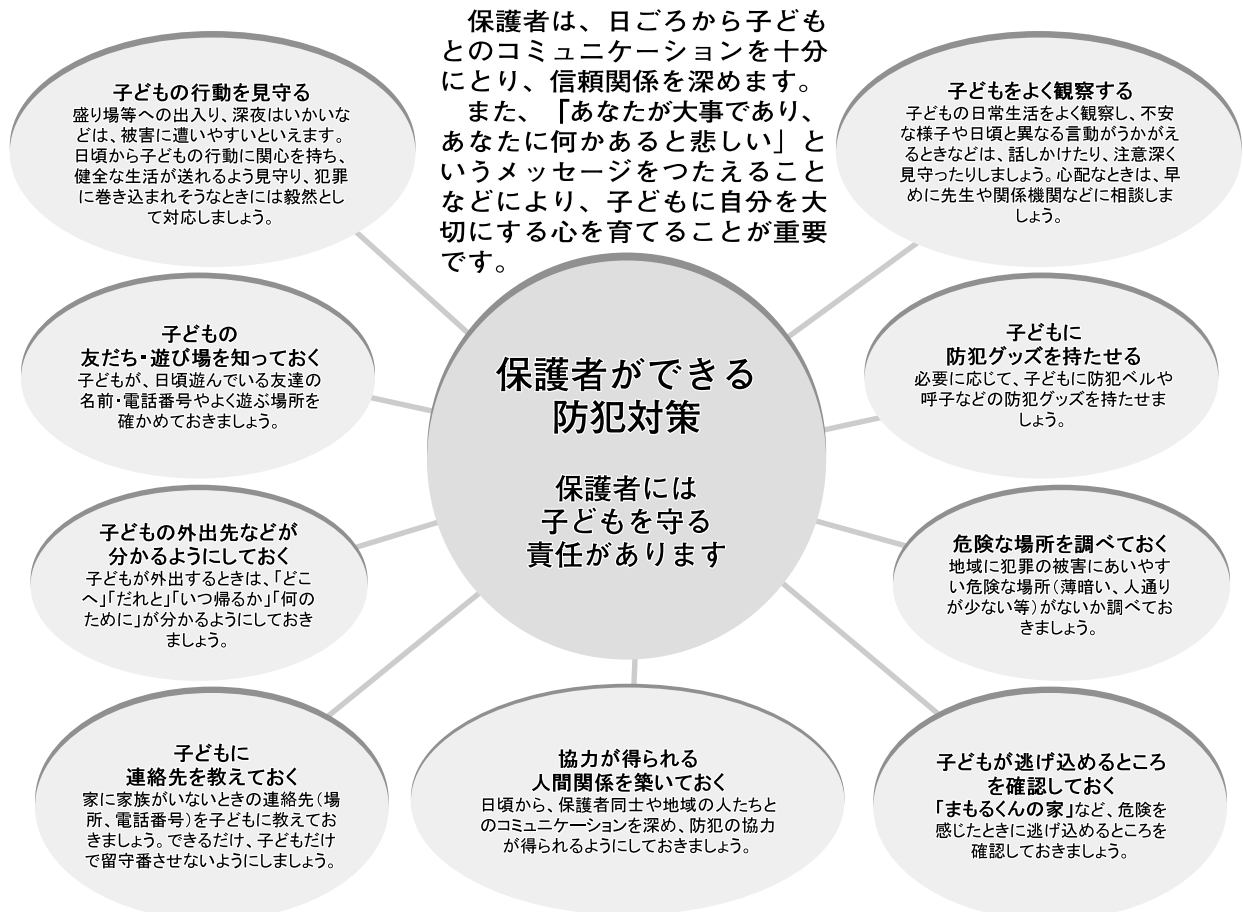 保護者は、日ごろから子ども
とのコミュニケーションを十分
にとり、信頼関係を深めます。
また、「あなたが大事であり、
あなたに何かあると悲しい」と
いうメッセージをつたえること
などにより、子どもに自分を大
切にする心を育てることが重要
です。
子どもの行動を見守る
盛り場等への出入り、深夜はいかいな
どは、被害に遭いやすいといえます。
日頃から子どもの行動に関心を持ち、
健全な生活が送れるよう見守り、犯罪
に巻き込まれそうなときには毅然とし
て対応しましょう。
子どもをよく観察する
子どもの日常生活をよく観察し、不安
な様子や日頃と異なる言動がうかがえ
るときなどは、話しかけたり、注意深く
見守ったりしましょう。心配なときは、早
めに先生や関係機関などに相談しま
しょう。
子どもの
友だち・遊び場を知っておく
子どもが、日頃遊んでいる友達の
名前・電話番号やよく遊ぶ場所を
確かめておきましょう。
保護者ができる
防犯対策
保護者には
子どもを守る
責任があります
子どもに
防犯グッズを持たせる
必要に応じて、子どもに防犯ベルや
呼子などの防犯グッズを持たせま
しょう。
子どもの外出先などが
分かるようにしておく
子どもが外出するときは、「どこ
へ」「だれと」「いつ帰るか」「何の
ために」が分かるようにしておき
ましょう。
危険な場所を調べておく
地域に犯罪の被害にあいやす
い危険な場所(薄暗い、人通り
が少ない等)がないか調べてお
きましょう。
子どもに
連絡先を教えておく
家に家族がいないときの連絡先(場
所、電話番号)を子どもに教えてお
きましょう。できるだけ、子どもだけ
で留守番させないようにしましょう。
協力が得られる
人間関係を築いておく
日頃から、保護者同士や地域の人たちと
のコミュニケーションを深め、防犯の協力
が得られるようにしておきましょう。
子どもが逃げ込めるところ
を確認しておく
「まもるくんの家」など、危険を
感じたときに逃げ込めるところを
確認しておきましょう。